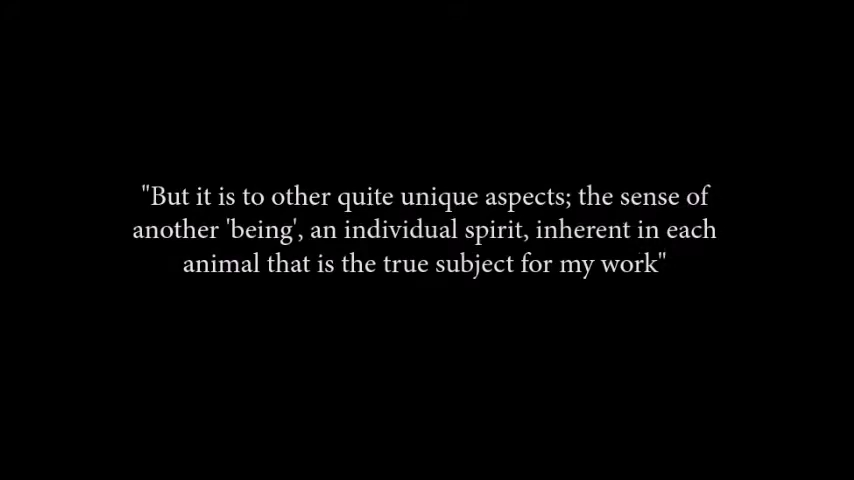 "But it is to other quite unique aspects; the sense of
another 'being', an individual spirit, inherent in each
animal that is the true subject for my work"